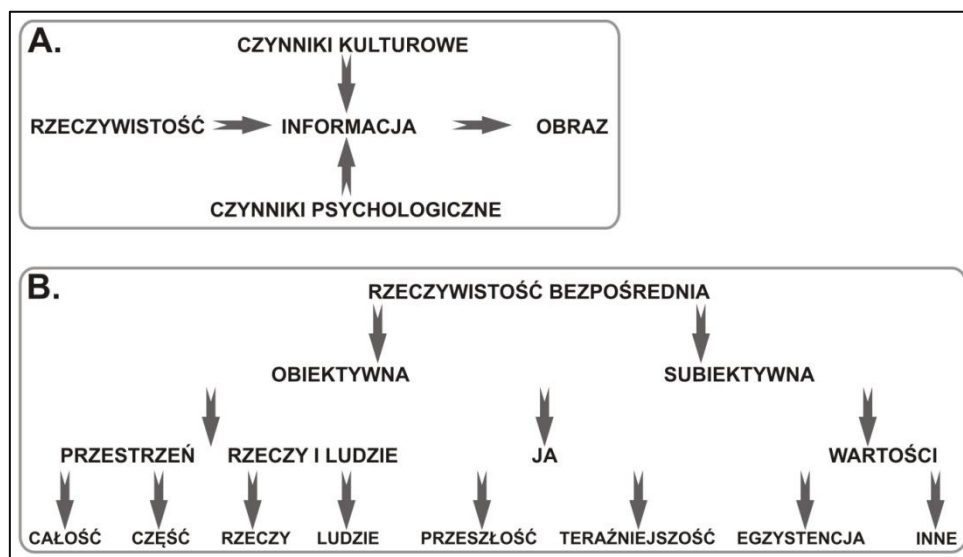 A.
CZYNNIKI KULTUROWE
RZECZYWISTOŚĆ INFORMACJA OBRAZ
CZYNNIKI PSYCHOLOGICZNE
B.
RZECZYWISTOŚĆ BEZPOŚREDNIA
OBIEKTYWNA SUBIEKTYWNA
PRZESTRZEŃ RZECZY I LUDZIE JA WARTOŚCI
CAŁOŚĆ CZĘŚĆ RZECZY LUDZIE PRZESZŁOŚĆ TERAŹNIEJSZOŚĆ EGZYSTENCJA INNE